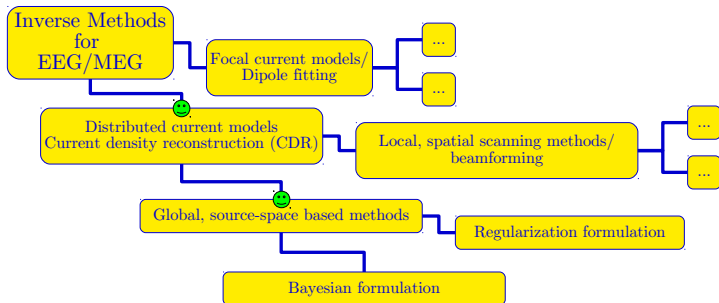 Inverse Methods
for
EEG/MEG
Focal current models/
Dipole fitting
...
...
Distributed current models
Current density reconstruction (CDR)
Local, spatial scanning methods/
beamforming
...
...
Global, source-space based methods
Regularization formulation
Bayesian formulation